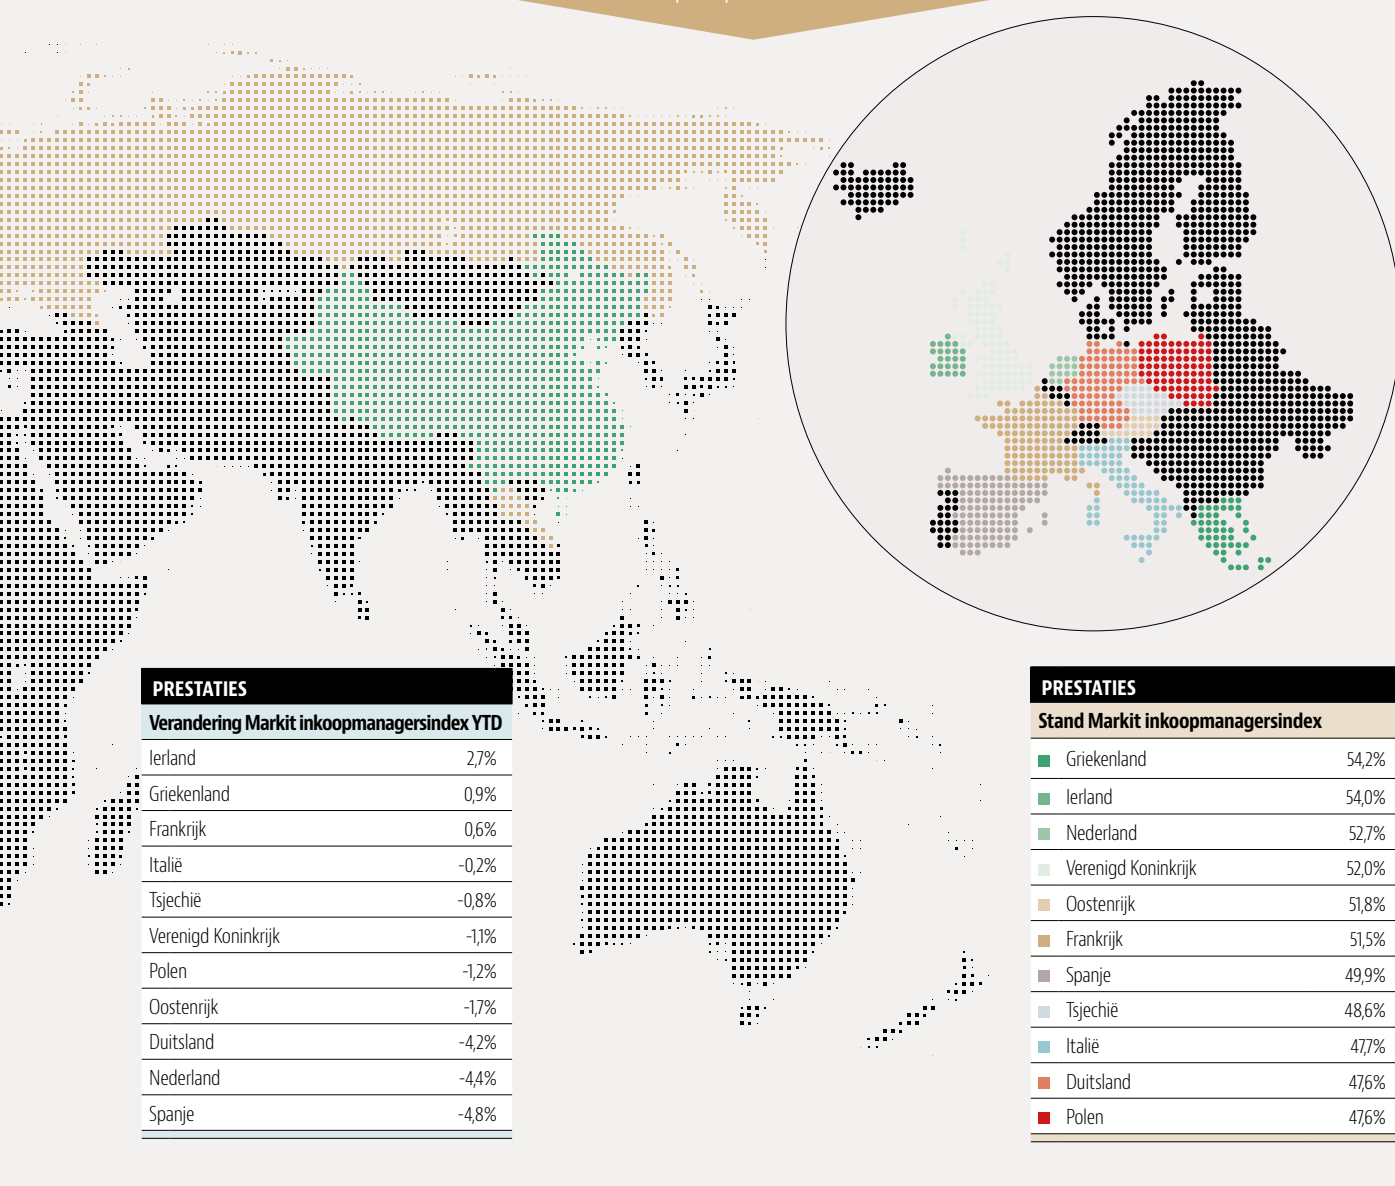 PRESTATIES
Verandering Markit inkoopmanagersindex YTD
Ierland 2,7%
Griekenland 0,9%
Frankrijk 0,6%
Italië -0,2%
Tsjechië -0,8%
Verenigd Koninkrijk -1,1%
Polen -1,2%
Oostenrijk -1,7%
Duitsland -4,2%
Nederland -4,4%
Spanje -4,8%
PRESTATIES
Stand Markit inkoopmanagersindex
Griekenland 54,2%
Ierland 54,0%
Nederland 52,7%
Verenigd Koninkrijk 52,0%
Oostenrijk 51,8%
Frankrijk 51,5%
Spanje 49,9%
Tsjechië 48,6%
Italië 47,7%
Duitsland 47,6%
Polen 47,6%